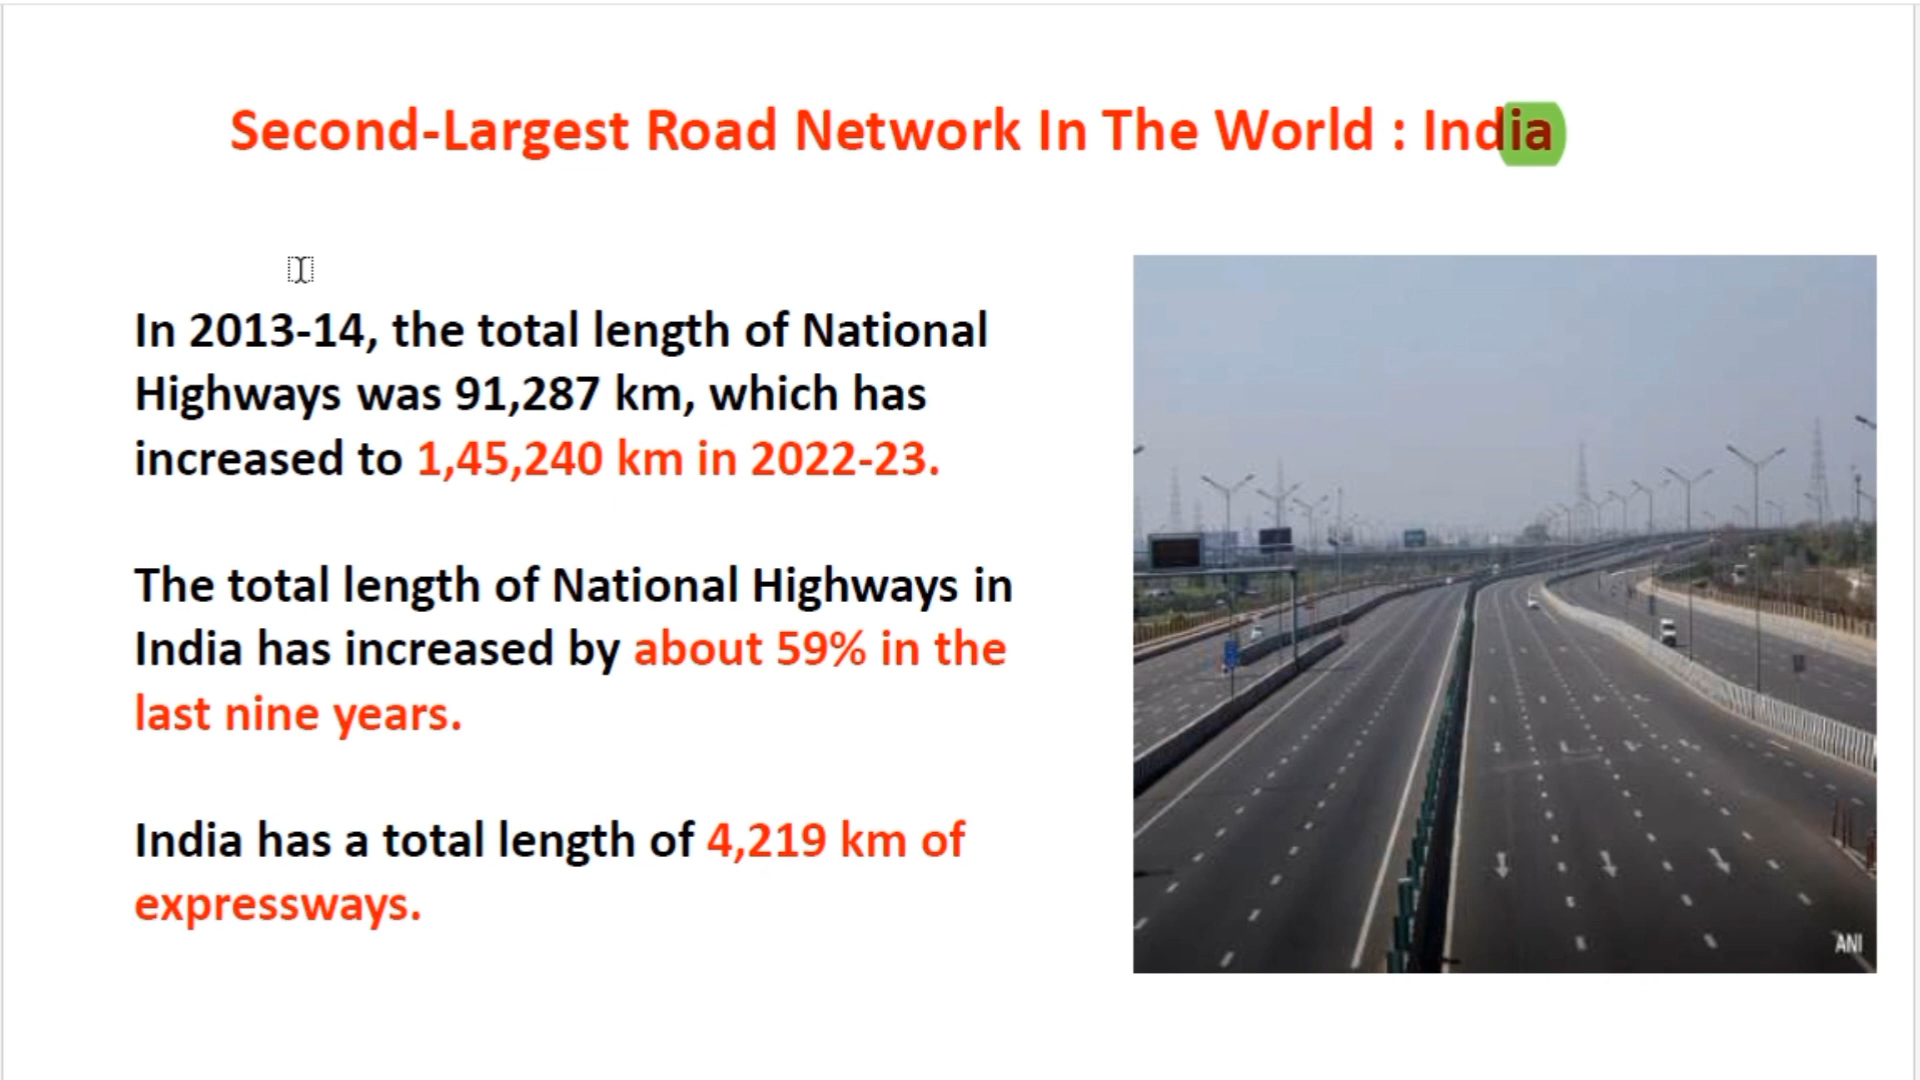 Second-Largest Road Network In The World : India
In 2013-14, the total length of National
Highways was 91,287 km, which has
increased to 1,45,240 km in 2022-23.
The total length of National Highways in
India has increased by about 59% in the
last nine years.
India has a total length of 4,219 km of
expressways.
ANI